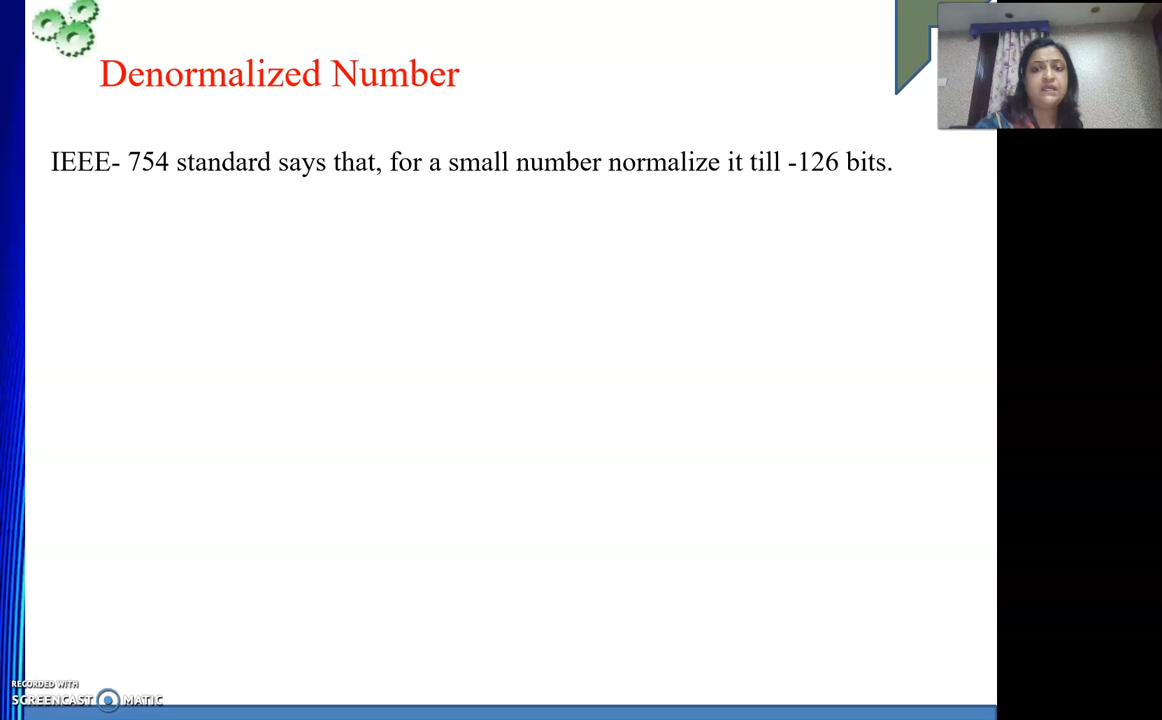 Denormalized Number
IEEE- 754 standard says that, for a small number normalize it till -126 bits.
RECORDED WITH
SCREENCAST MATIC